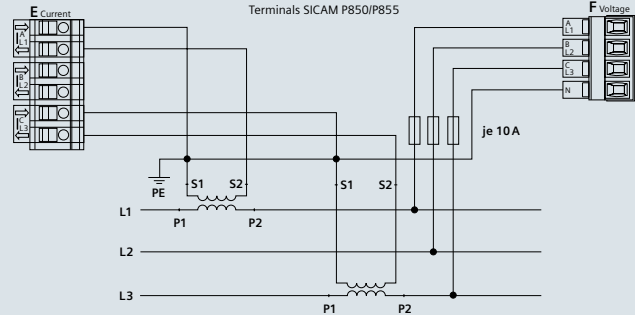 Terminals SICAM P850/P855
E Current
A
L1
B
L2
C
L3
F Voltage
A
L1
B
L2
C
L3
N
je 10 A
PE
S1 S2
S1 S2
L1
P1 P2
L2
L3
P1 P2